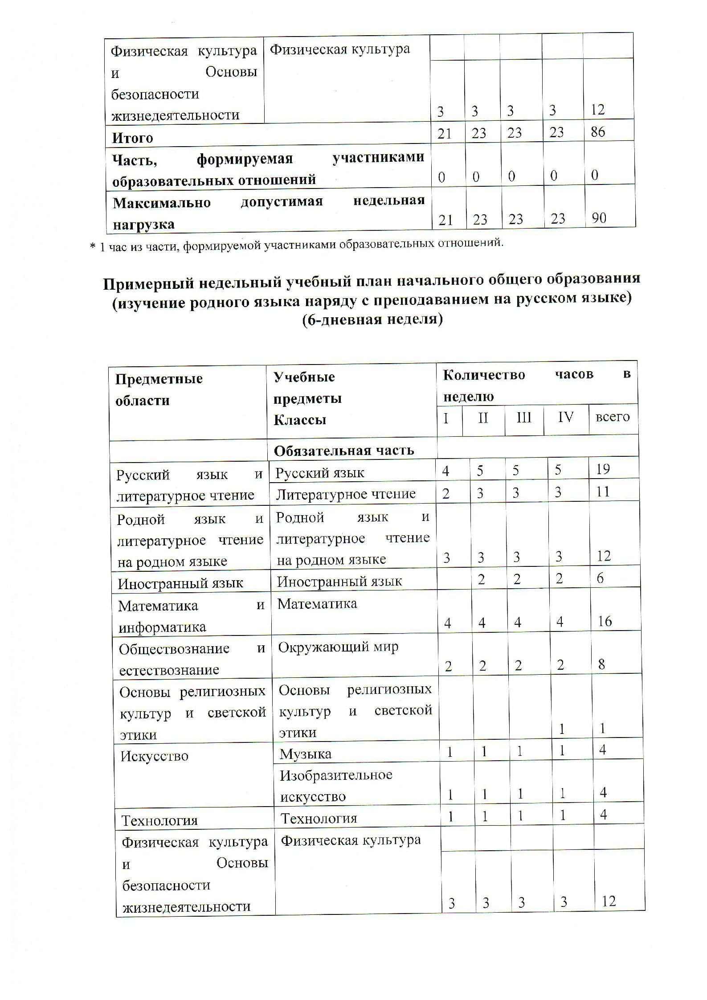 Физическая культура Физическая культура
и Основы
безопасности
жизнедеятельности 3 3 3 3 12
Итого 21 23 23 23 86
Часть, формируемая участниками
образовательных отношений 0 0 0 0 0
Максимально допустимая недельная
нагрузка 21 23 23 23 90
* 1 час из части, формируемой участниками образовательных отношений.
Примерный недельный учебный план начального общего образования
(изучение родного языка наряду с преподаванием на русском языке)
(6-дневная неделя)
Предметные Учебные Количество часов в
области предметы неделю
Классы I II III IV всего
Обязательная часть
Русский язык и Русский язык 4 5 5 5 19
литературное чтение Литературное чтение 2 3 3 3 11
Родной язык и Родной язык и
литературное чтение литературное чтение
на родном языке на родном языке 3 3 3 3 12
Иностранный язык Иностранный язык 2 2 2 6
Математика и Математика
информатика 4 4 4 4 16
Обществознание и Окружающий мир
естествознание 2 2 2 2 8
Основы религиозных Основы религиозных
культур и светской культур и светской
этики этики 1 1
Искусство Музыка 1 1 1 1 4
Изобразительное
искусство 1 1 1 1 4
Технология Технология 1 1 1 1 4
Физическая культура Физическая культура
и Основы
безопасности
жизнедеятельности 3 3 3 3 12